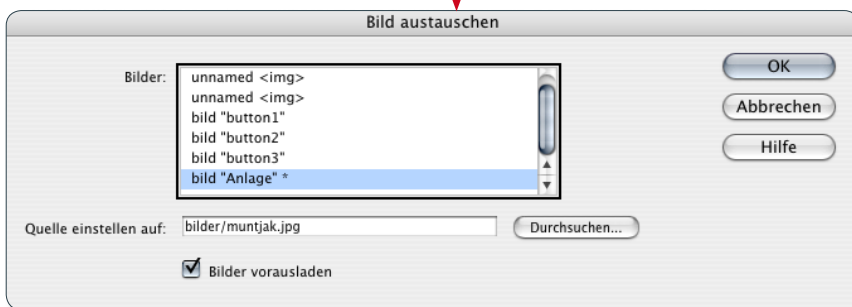 Bild austauschen
Bilder:
unnamed <img>
unnamed <img>
bild "button1"
bild "button2"
bild "button3"
bild "Anlage" *
OK
Abbrechen
Hilfe
Quelle einstellen auf: bilder/muntjak.jpg Durchsuchen...
Bilder vorausladen